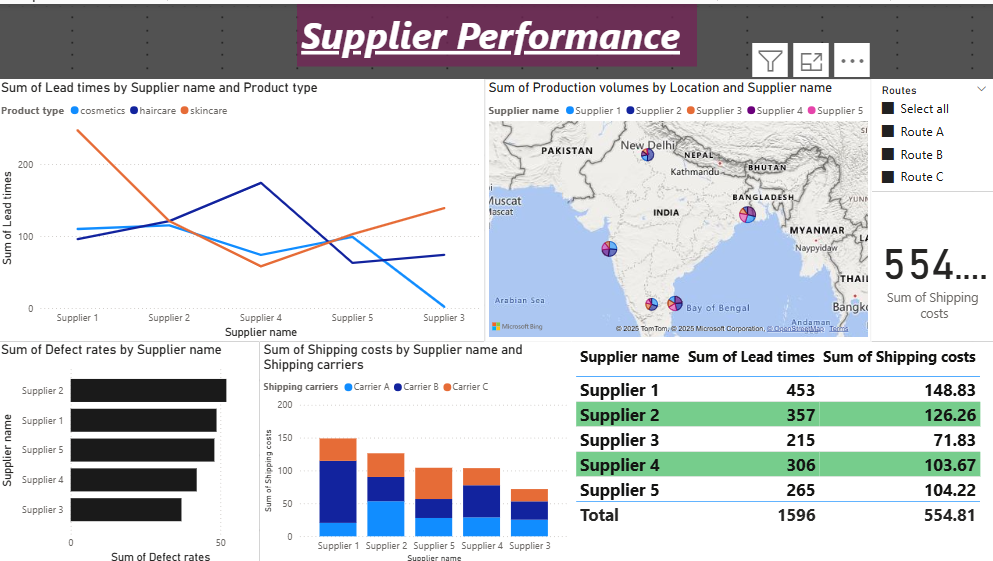 Supplier Performance
Sum of Lead times by Supplier name and Product type
Product type cosmetics haircare skincare
Sum of Lead times
200
100
0
Supplier 1 Supplier 2 Supplier 4 Supplier 5 Supplier 3
Supplier name
Sum of Production volumes by Location and Supplier name
Supplier name Supplier 1 Supplier 2 Supplier 3 Supplier 4 Supplier 5
PAKISTAN
New Delhi
NEPAL
Kathmandu
BHUTAN
BANGLADESH
Muscat
Mascat
INDIA
MYANMAR
Naypyidaw
YUNN
LA
THAIL
Bangko
Arabian Sea
Bay of Bengal
Andaman
Microsoft Bing
© 2025 TomTom, © 2025 Microsoft Corporation, © OpenStreetMap Terms
Routes
Select all
Route A
Route B
Route C
554....
Sum of Shipping
costs
Sum of Defect rates by Supplier name
Supplier name
Supplier 2
Supplier 1
Supplier 5
Supplier 4
Supplier 3
0 50
Sum of Defect rates
Sum of Shipping costs by Supplier name and
Shipping carriers
Shipping carriers Carrier A Carrier B Carrier C
Sum of Shipping costs
200
150
100
50
0
Supplier 1 Supplier 2 Supplier 5 Supplier 4 Supplier 3
Supplier name
Supplier name Sum of Lead times Sum of Shipping costs
Supplier 1 453 148.83
Supplier 2 357 126.26
Supplier 3 215 71.83
Supplier 4 306 103.67
Supplier 5 265 104.22
Total 1596 554.81